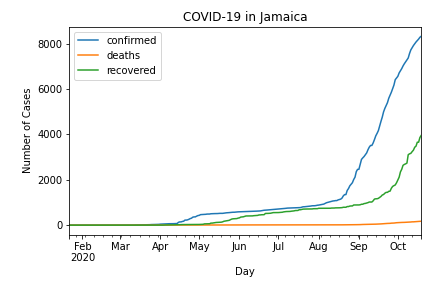 COVID-19 in Jamaica
confirmed
deaths
recovered
Number of Cases
8000
6000
4000
2000
0
Feb Mar Apr May Jun Jul Aug Sep Oct
2020
Day